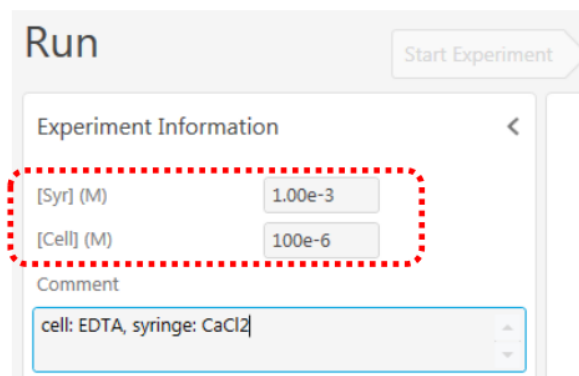 Run
Start Experiment
Experiment Information
[Syr] (M) 1.00e-3
[Cell] (M) 100e-6
Comment
cell: EDTA, syringe: CaCl2